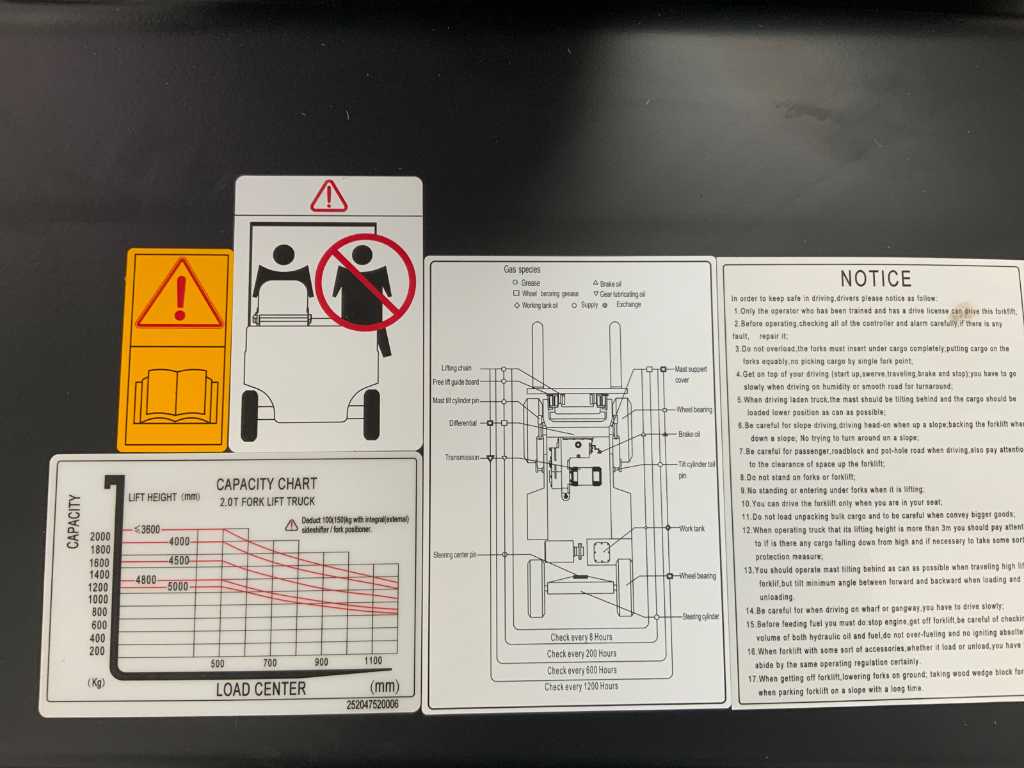 CAPACITY CHART
2.0T FORK LIFT TRUCK
LIFT HEIGHT (mm)
Deduct 100(150)kg with integral(external)
sideshifter / fork positioner.
CAPACITY
≤3600
4000
4500
4800
5000
2000
1800
1600
1400
1200
1000
800
600
400
200
(Kg)
500 700 900 1100
LOAD CENTER (mm)
252047520006
Gas species
Grease
Brake oil
Wheel becaring grease
Gear lubricating oil
Working tank oil
Supply
Exchange
Lifting chain
Free lift guide board
Mast tilt cylinder pin
Differential
Transmission
Steering center pin
Mast support
cover
Wheel bearing
Brake oil
Tilt cylinder tail
pin
Work tank
Wheel bearing
Steering cylinder
Check every 8 Hours
Check every 200 Hours
Check every 600 Hours
Check every 1200 Hours
NOTICE
In order to keep safe in driving,drivers please notice as follow:
1.Only the operator who has been trained and has a drive license can drive this forklift;
2.Before operating,checking all of the controller and alarm carefully,if there is any
fault, repair it;
3.Do not overload,the forks must insert under cargo completely;putting cargo on the
forks equably,no picking cargo by single fork point;
4.Get on top of your driving (start up,swerve,traveling,brake and stop);you have to go
slowly when driving on humidity or smooth road for turnaround;
5.When driving laden truck,the mast should be tilting behind and the cargo should be
loaded lower position as can as possible;
6.Be careful for slope driving,driving head-on when up a slope;backing the forklift when
down a slope; No trying to turn around on a slope;
7.Be careful for passenger,roadblock and pot-hole road when driving,also pay attentio
to the clearance of space up the forklift;
8.Do not stand on forks or forklift;
9.No standing or entering under forks when it is lifting;
10.You can drive the forklift only when you are in your seat;
11.Do not load unpacking bulk cargo and to be careful when convey bigger goods;
12.When operating truck that its lifting height is more than 3m you should pay attent
to if is there any cargo falling down from high and if necessary to take some sort
protection measure;
13.You should operate mast tilting behind as can as possible when traveling high lif
forklif,but tilt minimum angle between forward and backward when loading and
unloading.
14.Be careful for when driving on wharf or gangway,you have to drive slowly;
15.Before feeding fuel you must do:stop engine,get off forklift,be careful of checkin
volume of both hydraulic oil and fuel,do not over-fueling and no igniting absolte
16.When forklift with some sort of accessories,whether it load or unload,you have
abide by the same operating regulation certainly.
17.When getting off forklift,lowering forks on ground; taking wood wedge block for
when parking forklift on a slope with a long time.